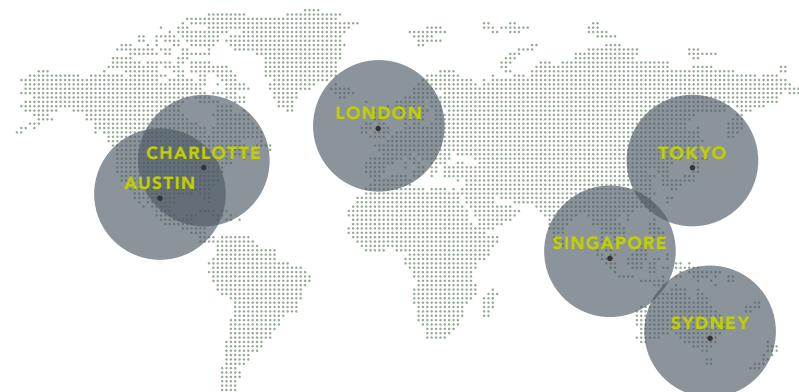 LONDON
CHARLOTTE
TOKYO
AUSTIN
SINGAPORE
SYDNEY